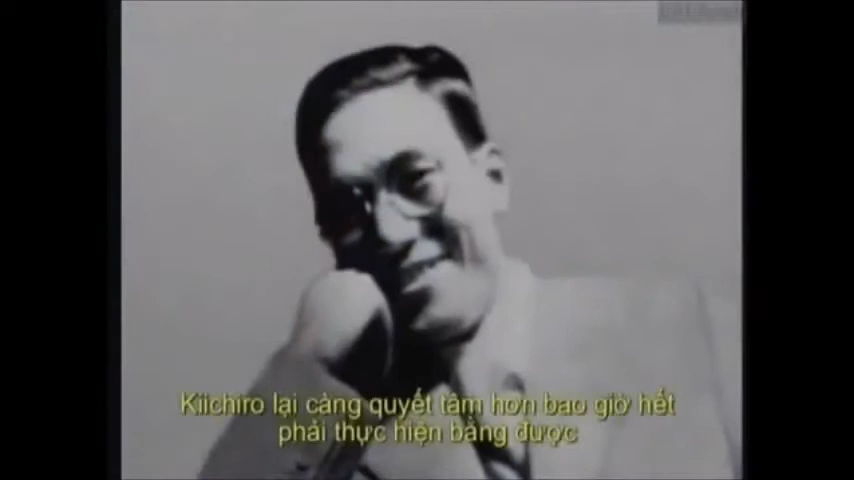 Kiichiro lại càng quyết tâm hơn bao giờ hết
phải thực hiện bằng được